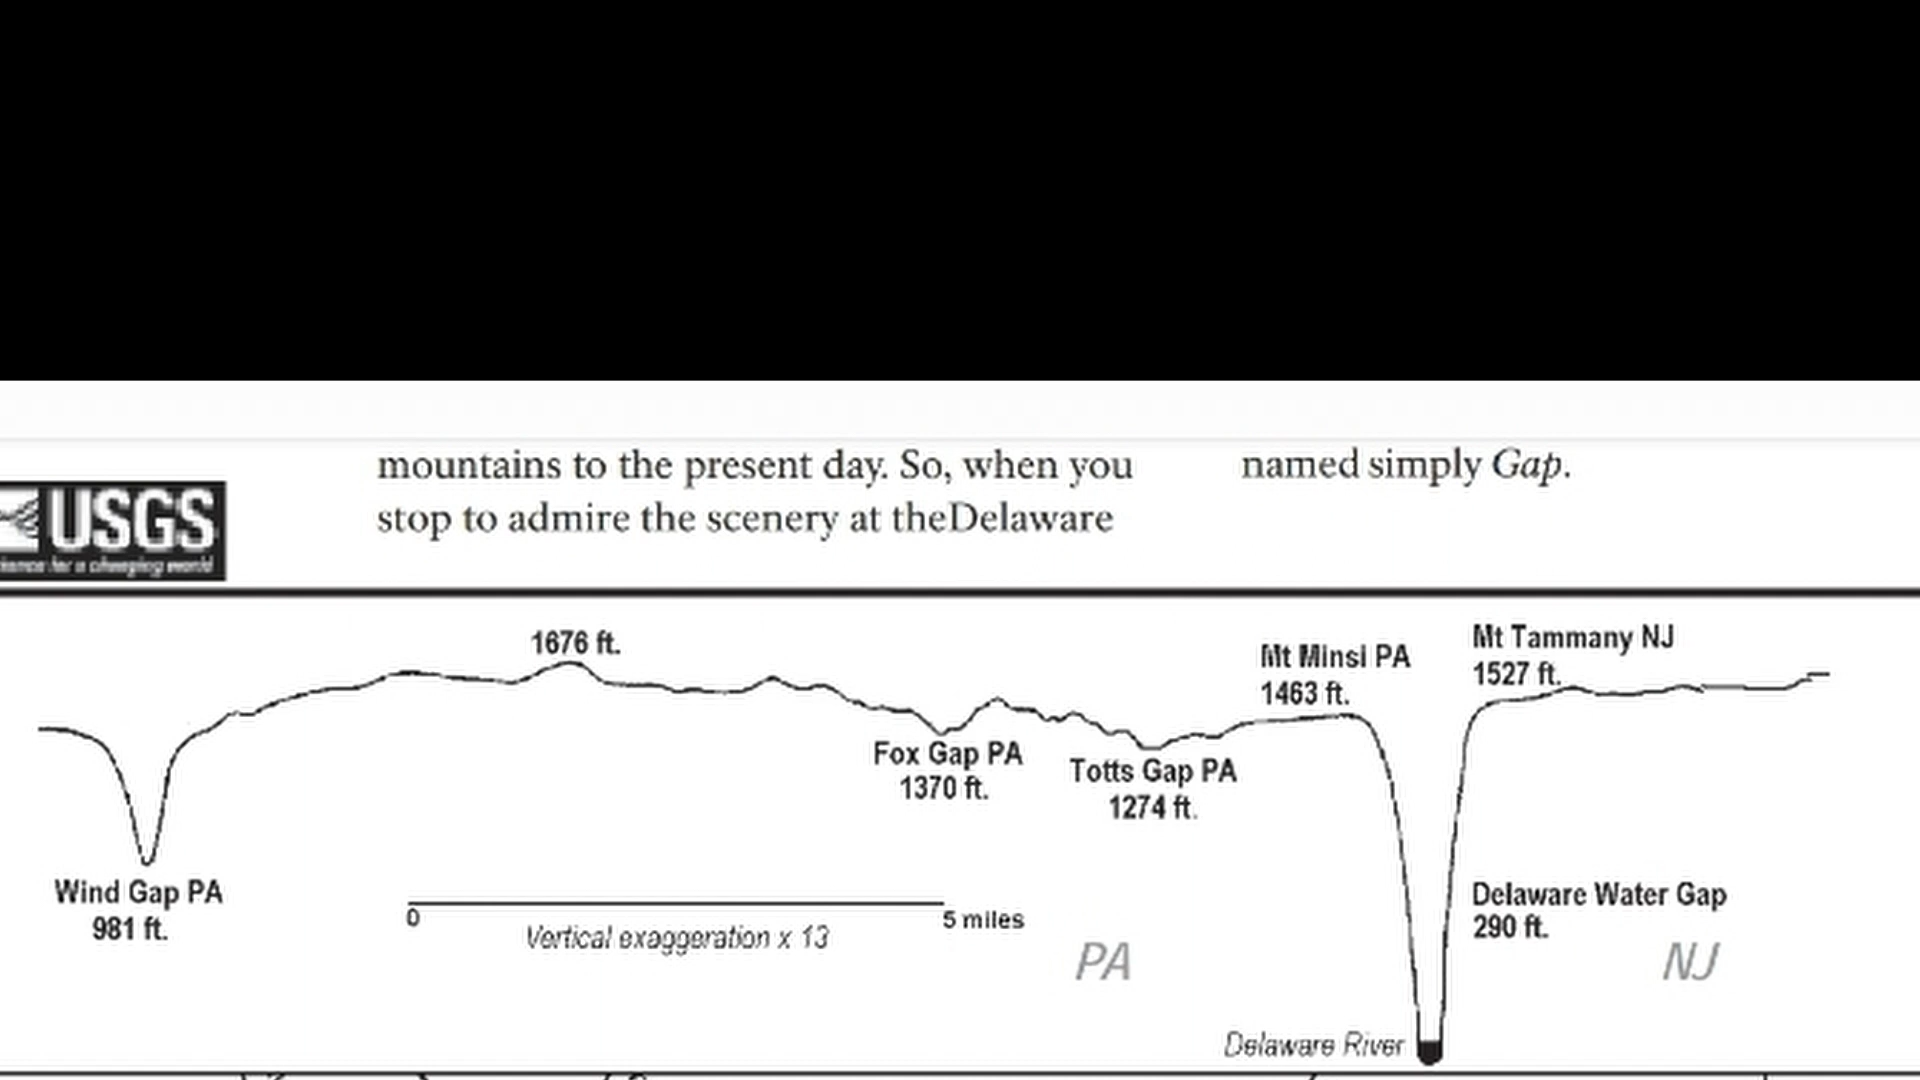 mountains to the present day. So, when you
stop to admire the scenery at theDelaware
named simply Gap.
USGS
for a changing world
1676 ft.
Mt Minsi PA
1463 ft.
Mt Tammany NJ
1527 ft.
Fox Gap PA
1370 ft.
Totts Gap PA
1274 ft.
Wind Gap PA
981 ft.
0
5 miles
Vertical exaggeration x 13
Delaware Water Gap
290 ft.
PA
NJ
Delaware River